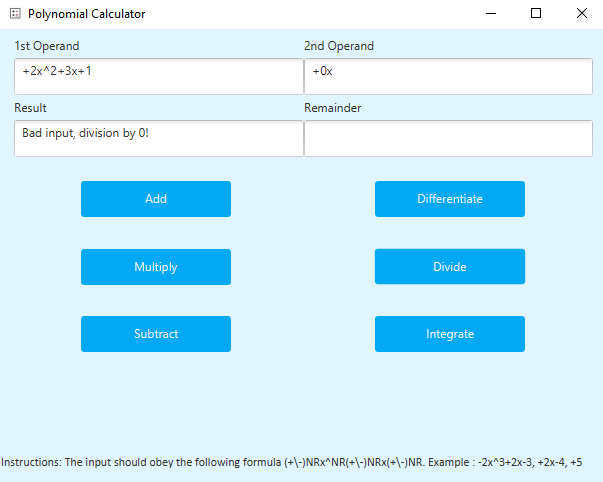 Polynomial Calculator
1st Operand 2nd Operand
+2x^2+3x+1 +0x
Result Remainder
Bad input, division by 0!
Add Differentiate
Multiply Divide
Subtract Integrate
Instructions: The input should obey the following formula (+\-)NRx^NR(+\-)NRx(+\-)NR. Example : -2x^3+2x-3, +2x-4, +5